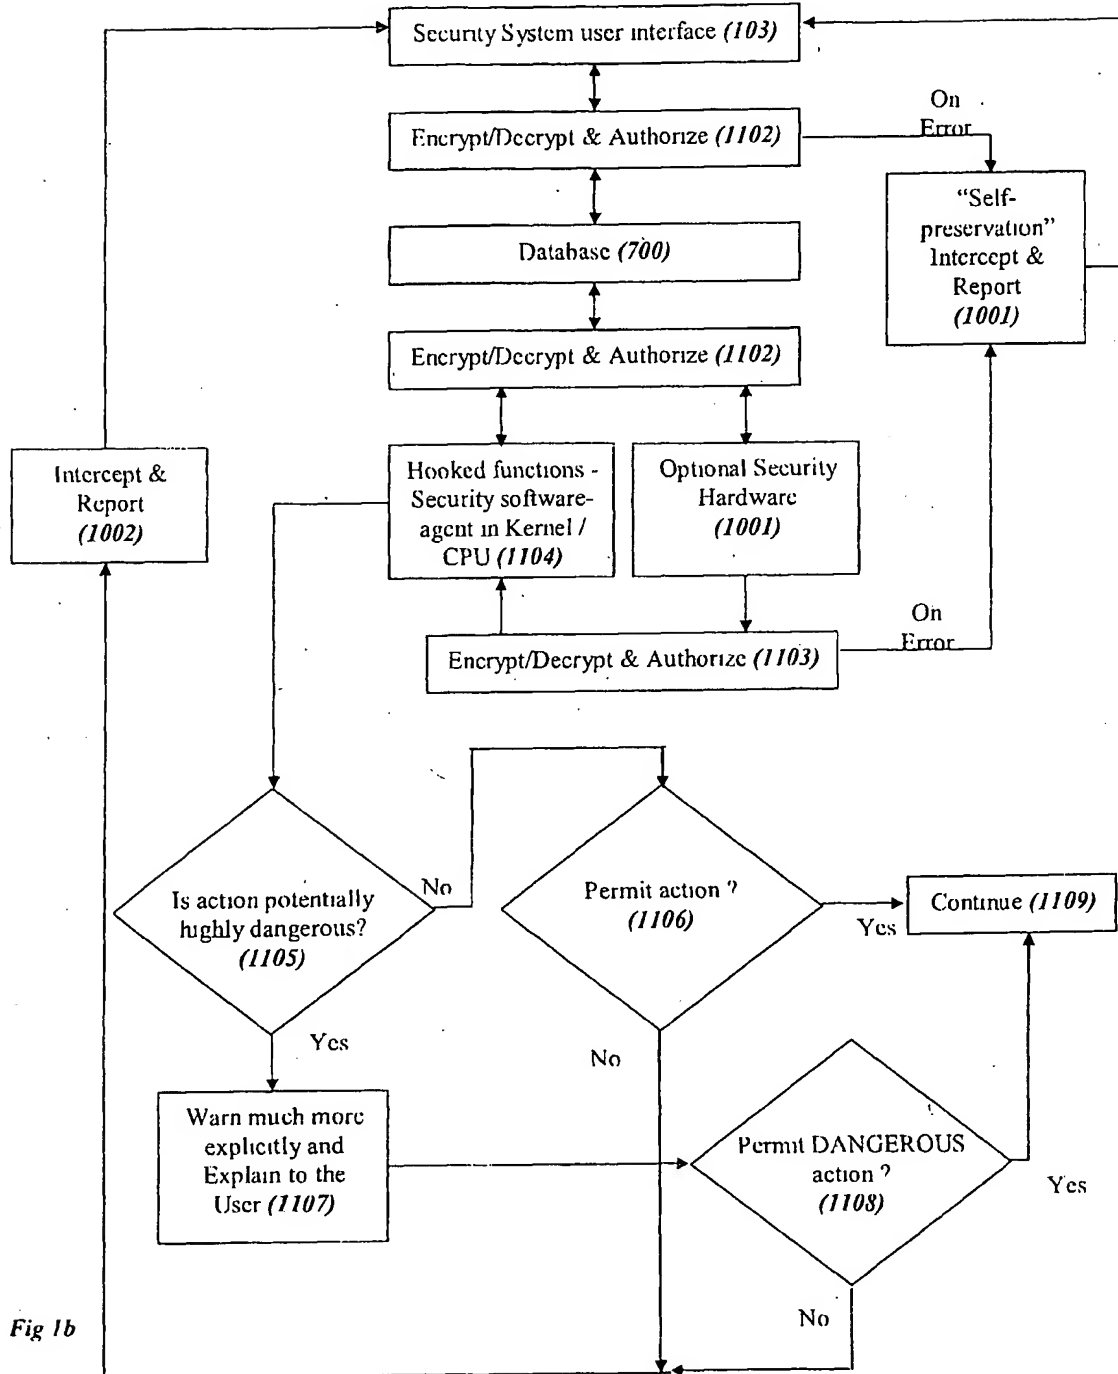 Security System user interface (103)
On
Error
Encrypt/Decrypt & Authorize (1102)
“Self-
preservation”
Intercept &
Report
(1001)
Database (700)
Encrypt/Decrypt & Authorize (1102)
Intercept &
Report
(1002)
Hooked functions -
Security software-
agent in Kernel /
CPU (1104)
Optional Security
Hardware
(1001)
On
Error
Encrypt/Decrypt & Authorize (1103)
Is action potentially
highly dangerous?
(1105)
No
Permit action ?
(1106)
Yes
Continue (1109)
Yes
No
Warn much more
explicitly and
Explain to the
User (1107)
Permit DANGEROUS
action ?
(1108)
Yes
No
Fig 1b